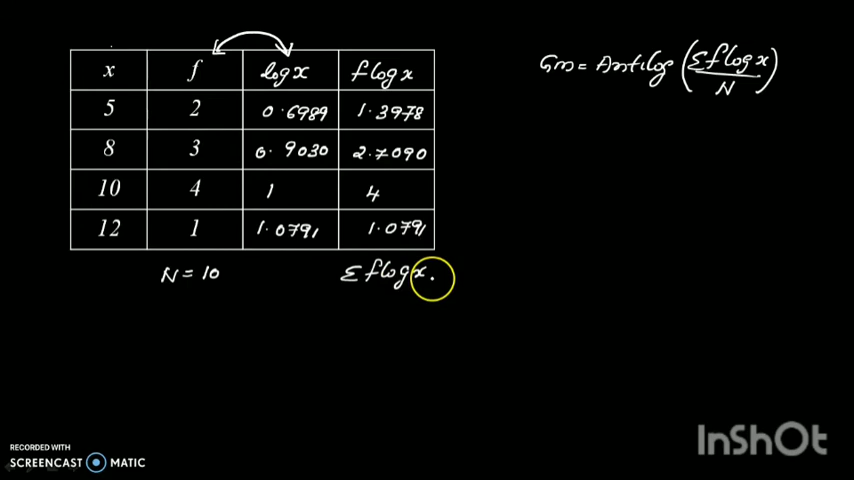 x f log x f log x
5 2 0.6989 1.3978
8 3 0.9030 2.7090
10 4 1 4
12 1 1.0791 1.0791
N = 10 Σ f log x.
Gm = Antilog (Σ f log x / N)
RECORDED WITH
SCREENCAST MATIC
InShOt